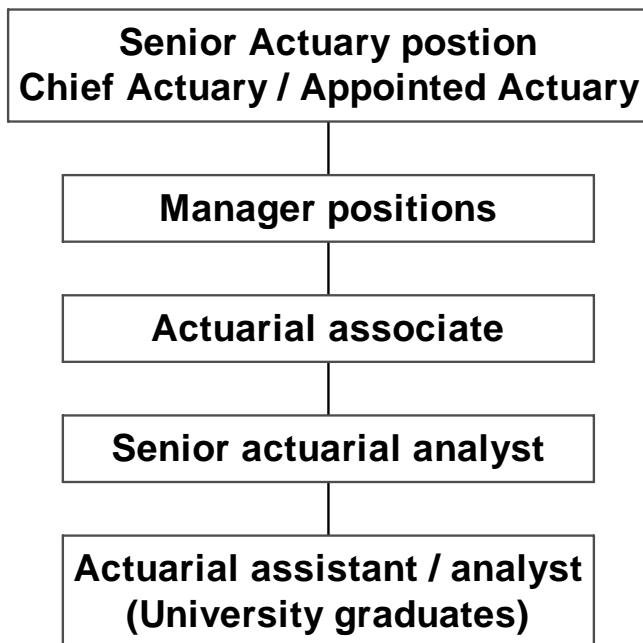 Senior Actuary postion
Chief Actuary / Appointed Actuary
Manager positions
Actuarial associate
Senior actuarial analyst
Actuarial assistant / analyst
(University graduates)